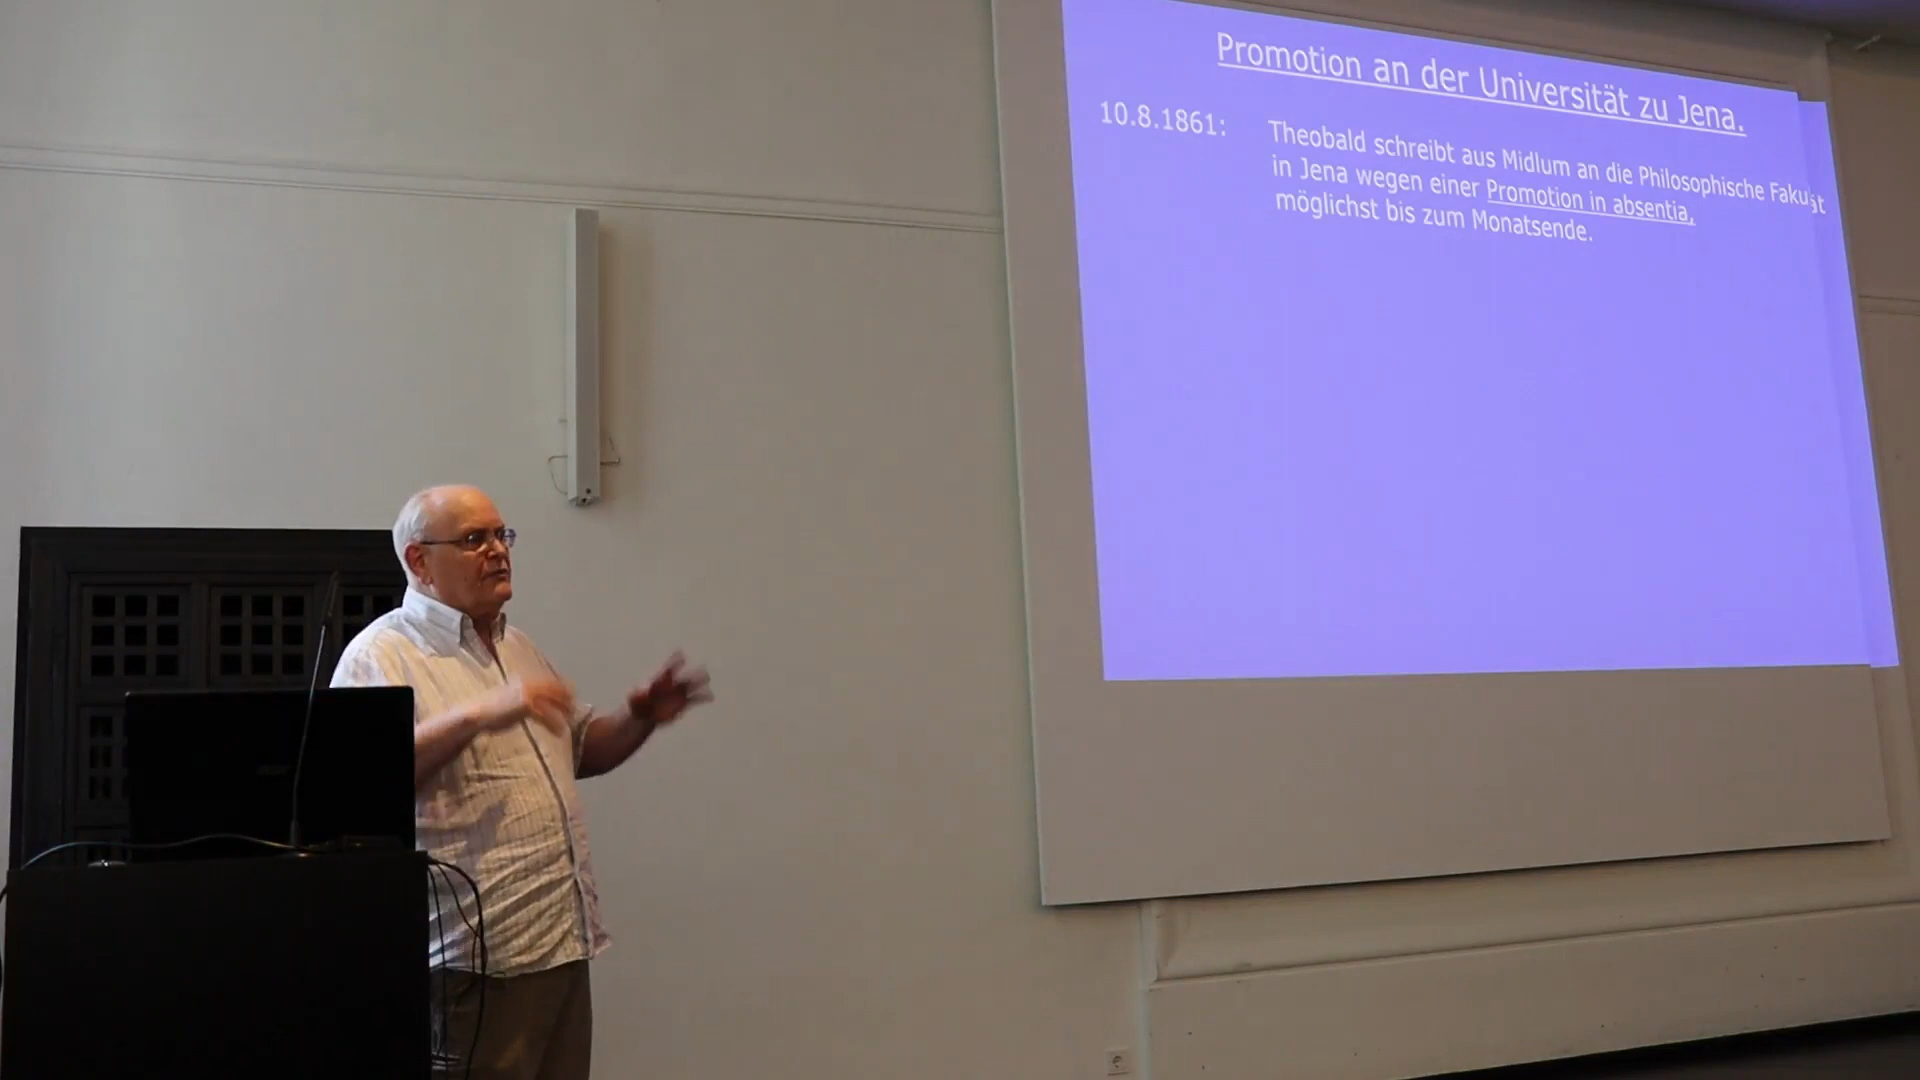 Promotion an der Universität zu Jena.
10.8.1861: Theobald schreibt aus Midlum an die Philosophische
in Jena wegen einer Promotion in absentia,
möglichst bis zum Monatsende.